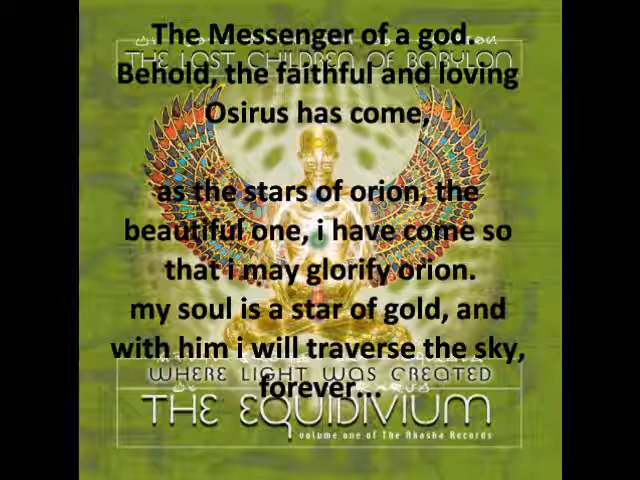 The Messenger of a god.
THE LOST CHILDREN OF BABYLON
Behold, the faithful and loving
Osirus has come,
as the stars of orion, the
beautiful one, i have come so
that i may glorify orion.
my soul is a star of gold, and
with him i will traverse the sky,
WHERE LIGHT WAS CREATED
forever...
THE EQUIDIVIUM
volume one of The Akasha Records